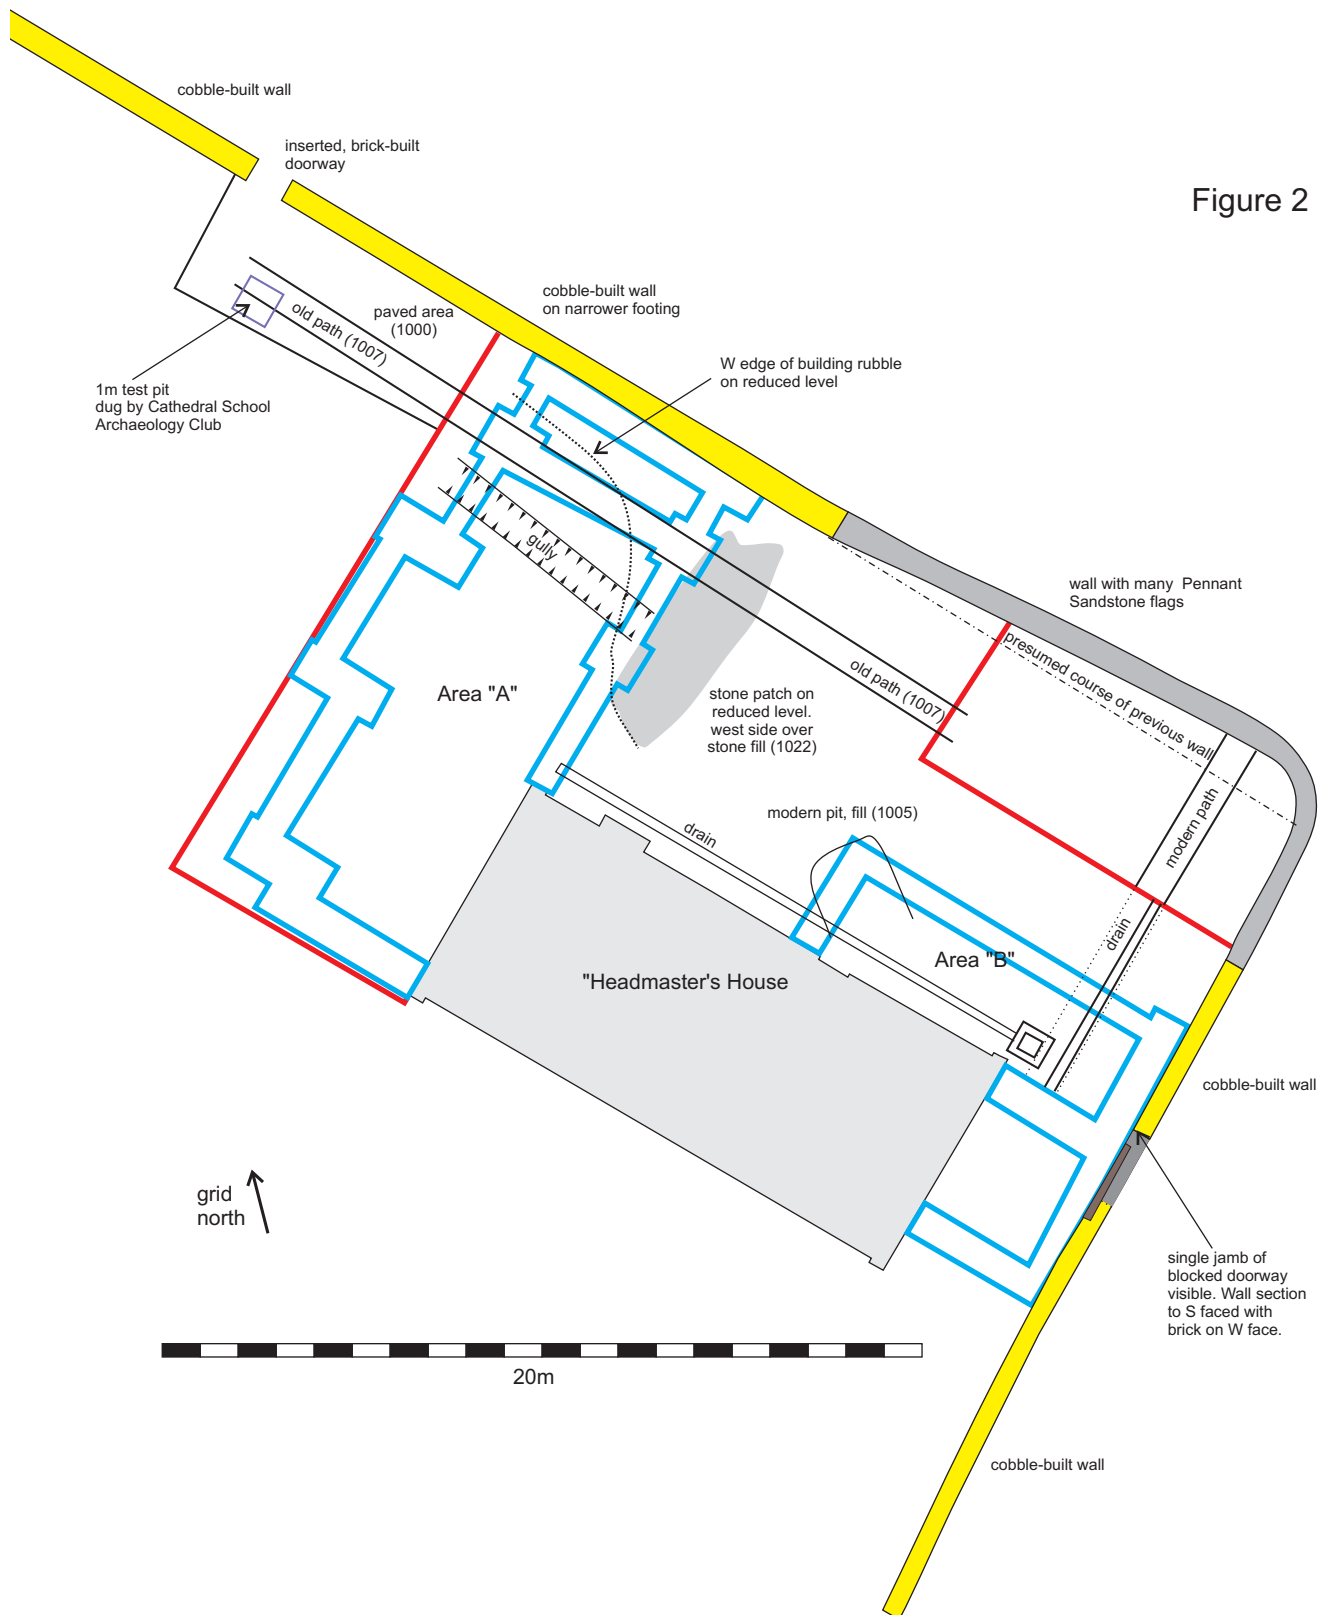 cobble-built wall
inserted, brick-built
doorway
Figure 2
cobble-built wall
on narrower footing
paved area
(1000)
old path (1007)
W edge of building rubble
on reduced level
1m test pit
dug by Cathedral School
Archaeology Club
gully
wall with many Pennant
Sandstone flags
presumed course of previous wall
old path (1007)
Area "A"
stone patch on
reduced level.
west side over
stone fill (1022)
modern path
modern pit, fill (1005)
drain
drain
Area "B"
"Headmaster's House
cobble-built wall
grid
north
single jamb of
blocked doorway
visible. Wall section
to S faced with
brick on W face.
20m
cobble-built wall